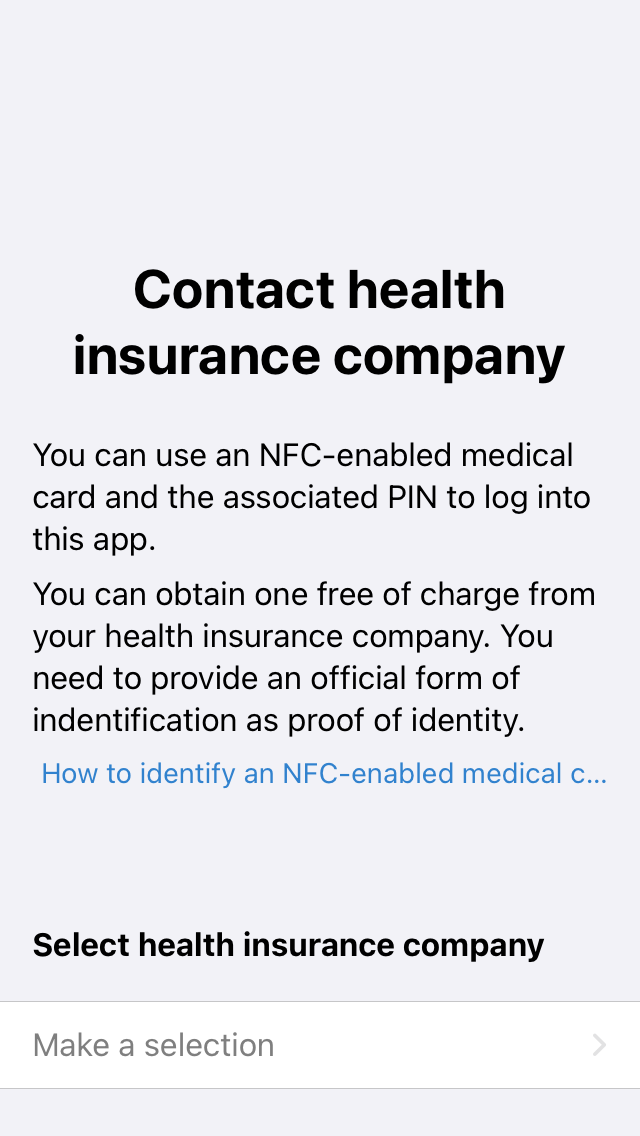 Contact health
insurance company
You can use an NFC-enabled medical
card and the associated PIN to log into
this app.
You can obtain one free of charge from
your health insurance company. You
need to provide an official form of
indentification as proof of identity.
How to identify an NFC-enabled medical c...
Select health insurance company
Make a selection